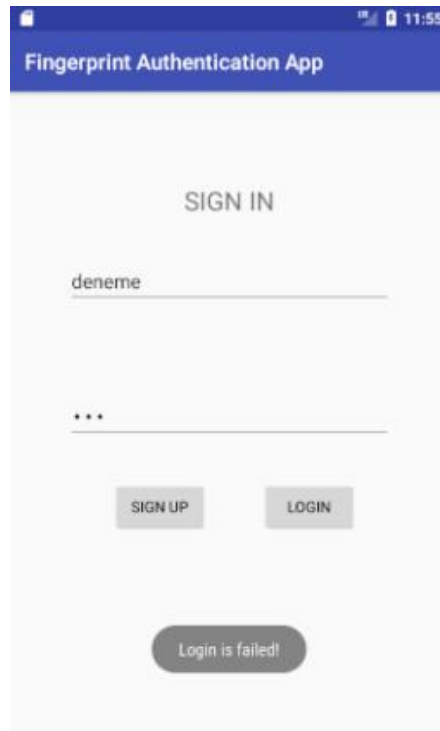 11:55
Fingerprint Authentication App
SIGN IN
deneme
•••
SIGN UP
LOGIN
Login is failed!